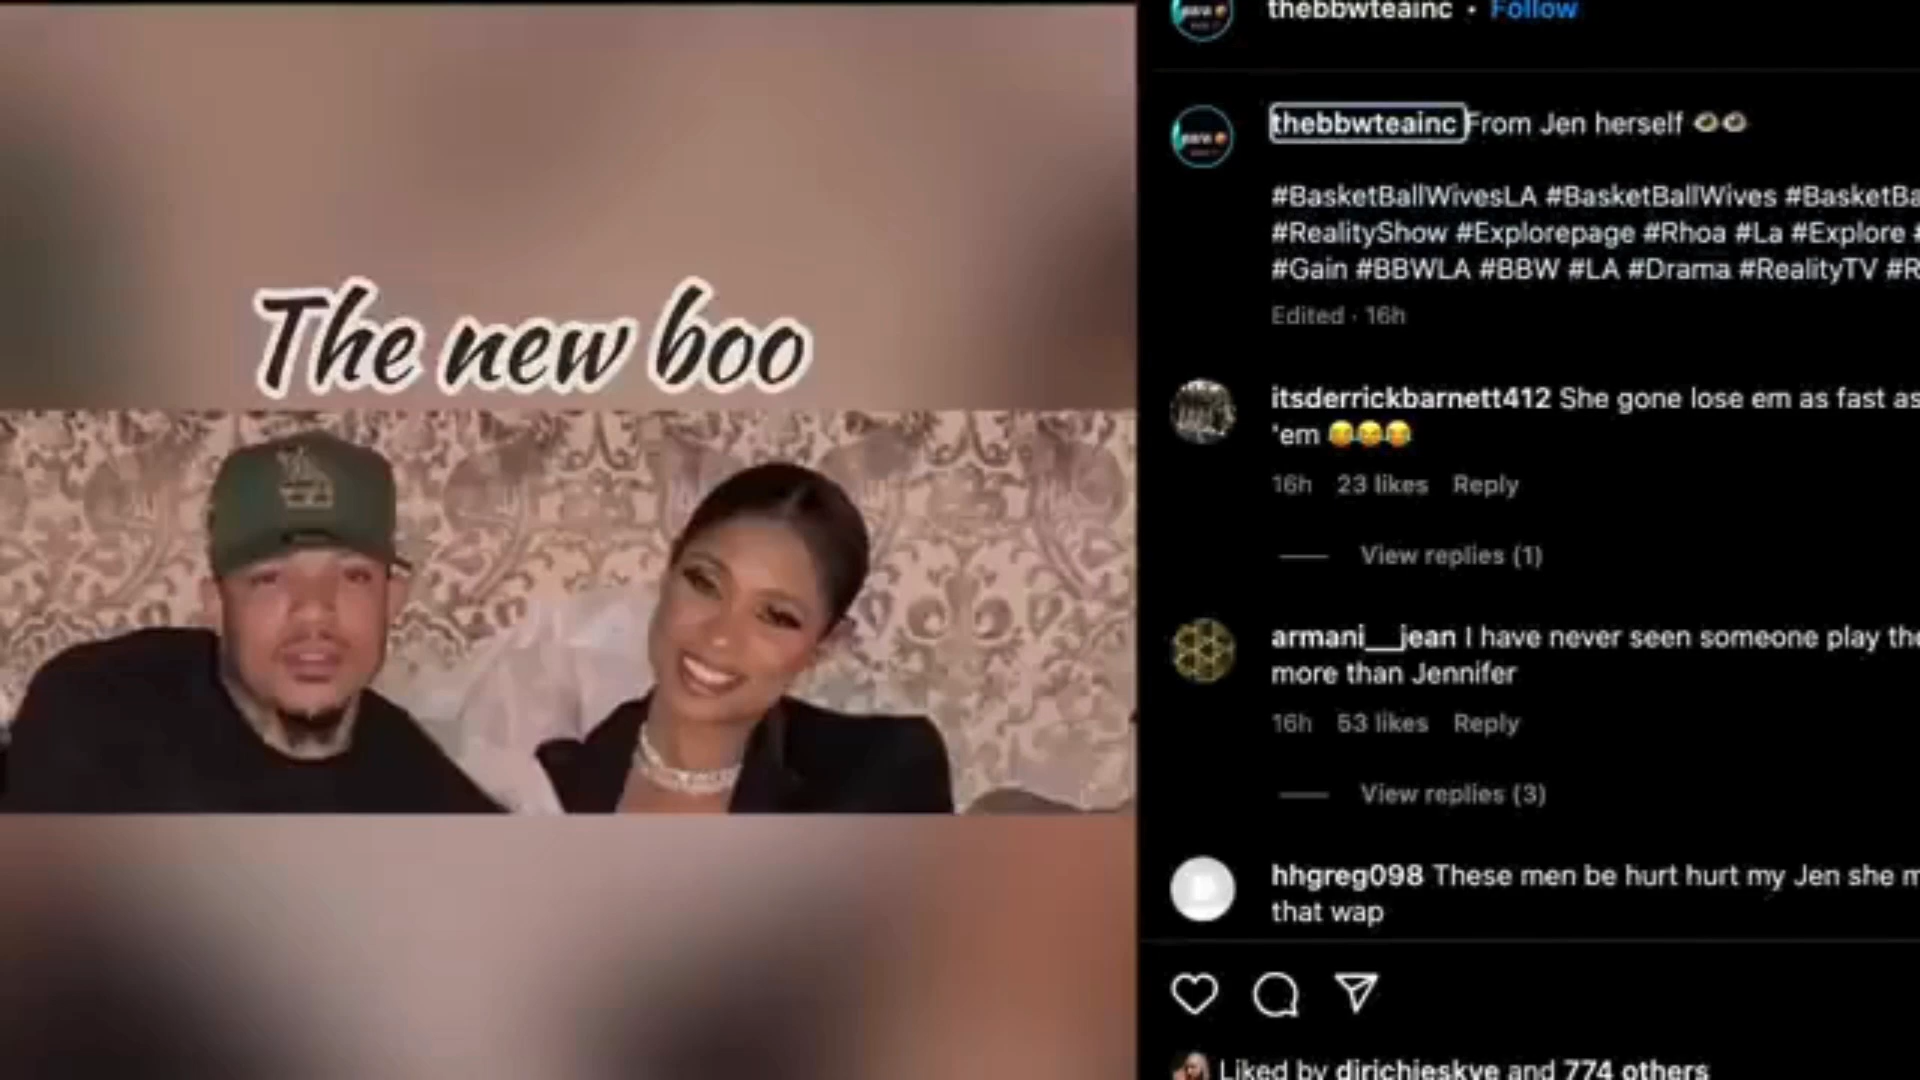 thebbwteainc • Follow
The new boo
thebbwteainc From Jen herself 👀
#BasketBallWivesLA #BasketBallWives #BasketBa
#RealityShow #Explorepage #Rhoa #La #Explore #
#Gain #BBWLA #BBW #LA #Drama #RealityTV #R
Edited · 16h
itsderrickbarnett412 She gone lose em as fast as
'em 😂😂😂
16h 23 likes Reply
View replies (1)
armani__jean I have never seen someone play the
more than Jennifer
16h 53 likes Reply
View replies (3)
hhgreg098 These men be hurt hurt my Jen she m
that wap
Liked by dirichieskye and 774 others